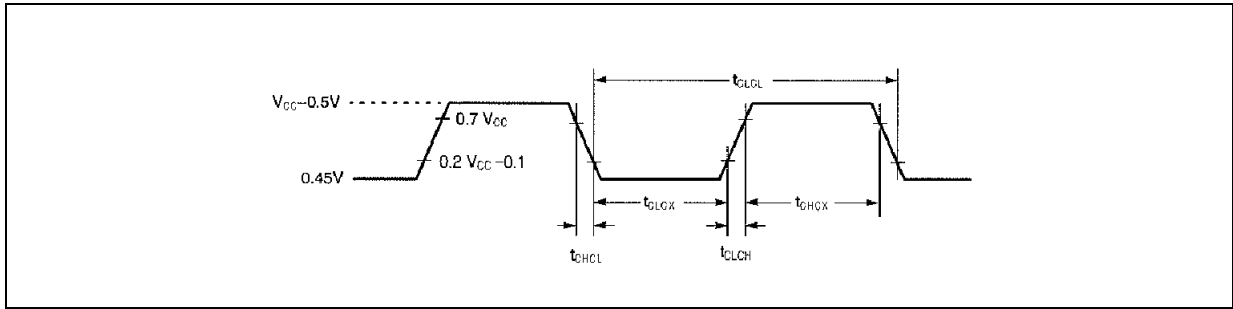 tCLCL
VCC–0.5V
0.7 VCC
0.2 VCC–0.1
0.45V
tCLCX
tCHCX
tCHCL
tCLCH